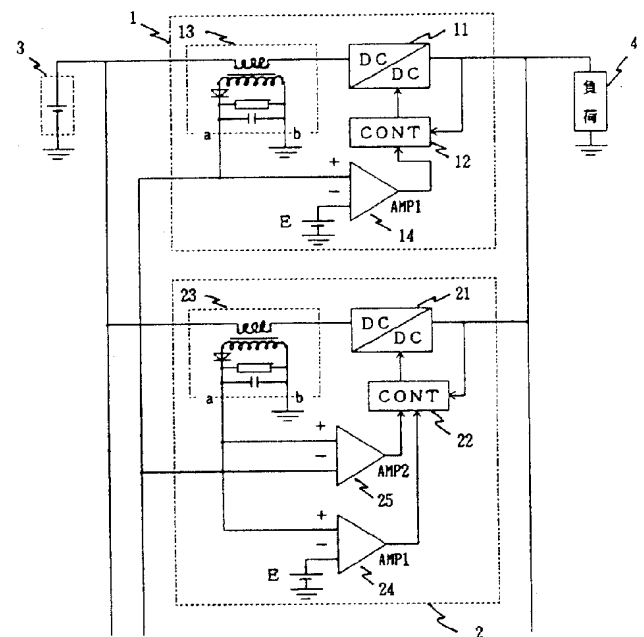 1
13
11
3
4
DC
DC
負荷
a
b
CONT
12
+
−
AMP1
E
14
23
21
DC
DC
a
b
CONT
22
+
−
AMP2
25
+
−
AMP1
E
24
2